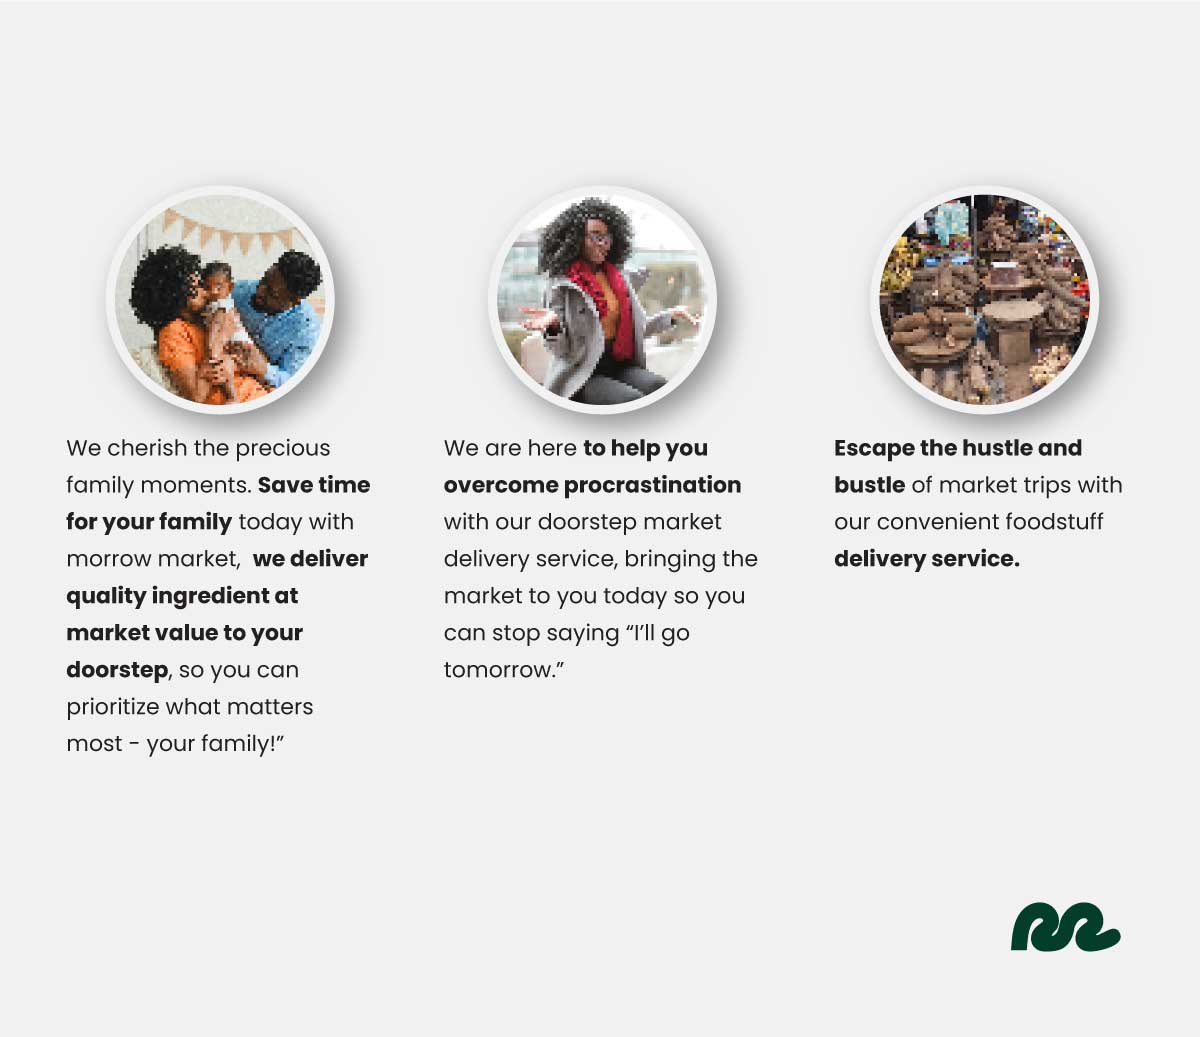 We cherish the precious
family moments. Save time
for your family today with
morrow market,  we deliver
quality ingredient at
market value to your
doorstep, so you can
prioritize what matters
most - your family!”
We are here to help you
overcome procrastination
with our doorstep market
delivery service, bringing the
market to you today so you
can stop saying “I’ll go
tomorrow.”
Escape the hustle and
bustle of market trips with
our convenient foodstuff
delivery service.